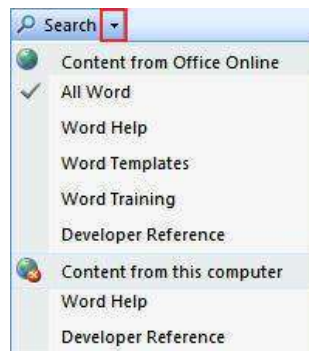 Search
Content from Office Online
All Word
Word Help
Word Templates
Word Training
Developer Reference
Content from this computer
Word Help
Developer Reference